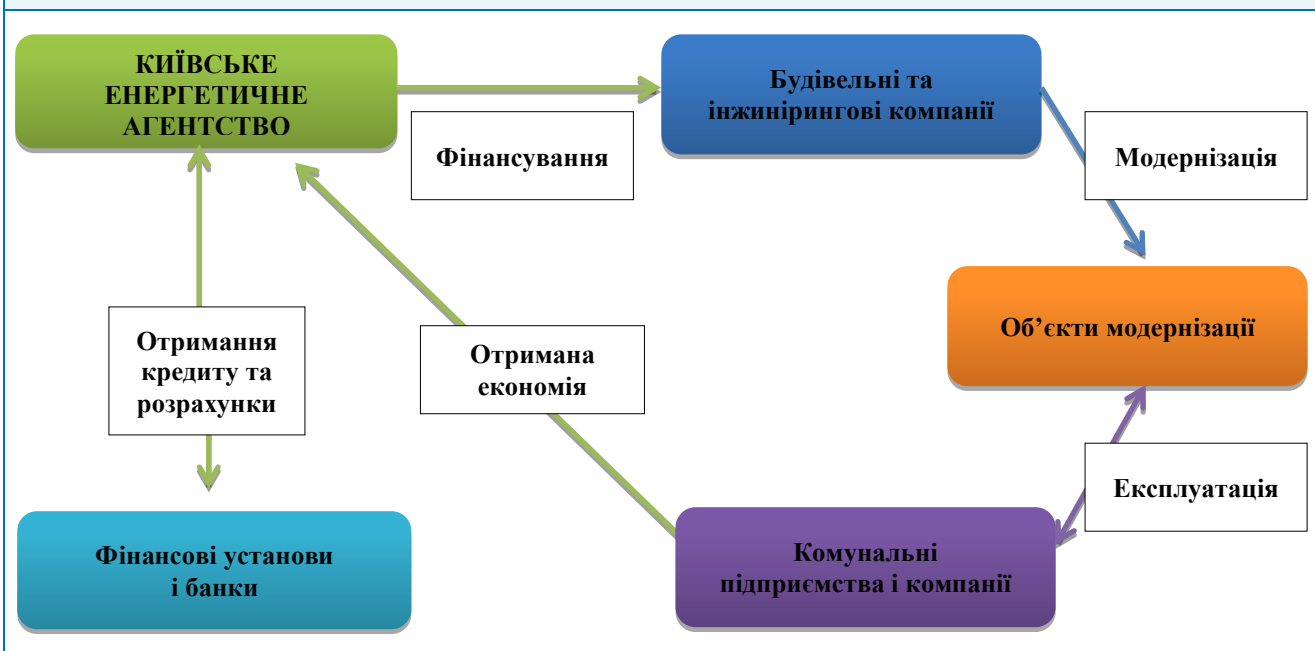 КИЇВСЬКЕ
ЕНЕРГЕТИЧНЕ
АГЕНТСТВО
Будівельні та
інжинірингові компанії
Фінансування
Модернізація
Об’єкти модернізації
Отримання
кредиту та
розрахунки
Отримана
економія
Експлуатація
Фінансові установи
і банки
Комунальні
підприємства і компанії